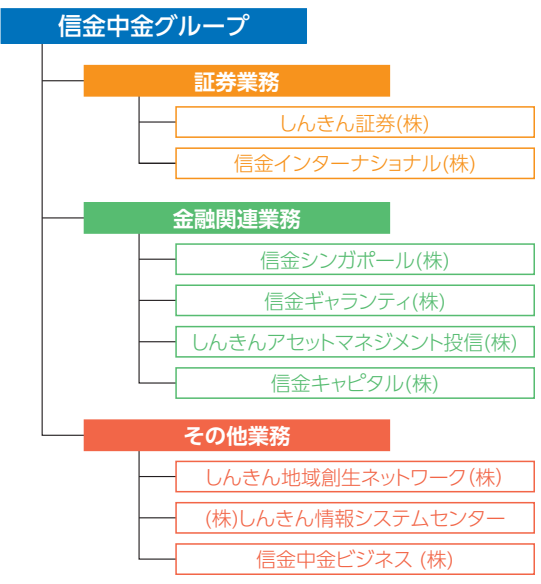 信金中金グループ
証券業務
しんきん証券(株)
信金インターナショナル(株)
金融関連業務
信金シンガポール(株)
信金ギャランティ(株)
しんきんアセットマネジメント投信(株)
信金キャピタル(株)
その他業務
しんきん地域創生ネットワーク(株)
(株)しんきん情報システムセンター
信金中金ビジネス (株)